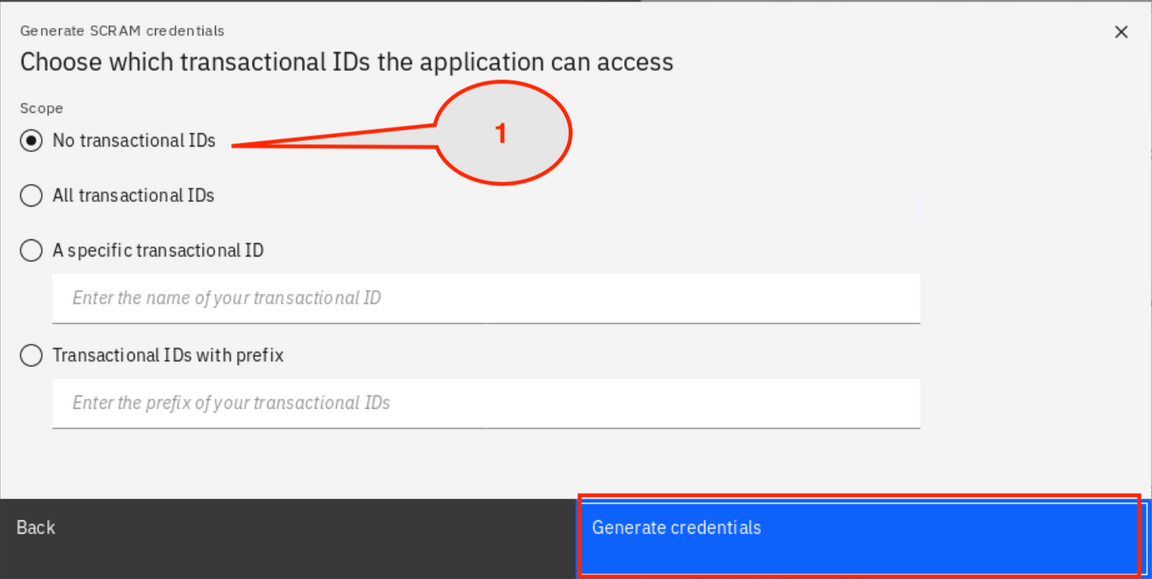 Generate SCRAM credentials
Choose which transactional IDs the application can access
Scope
No transactional IDs
1
All transactional IDs
A specific transactional ID
Enter the name of your transactional ID
Transactional IDs with prefix
Enter the prefix of your transactional IDs
Back
Generate credentials